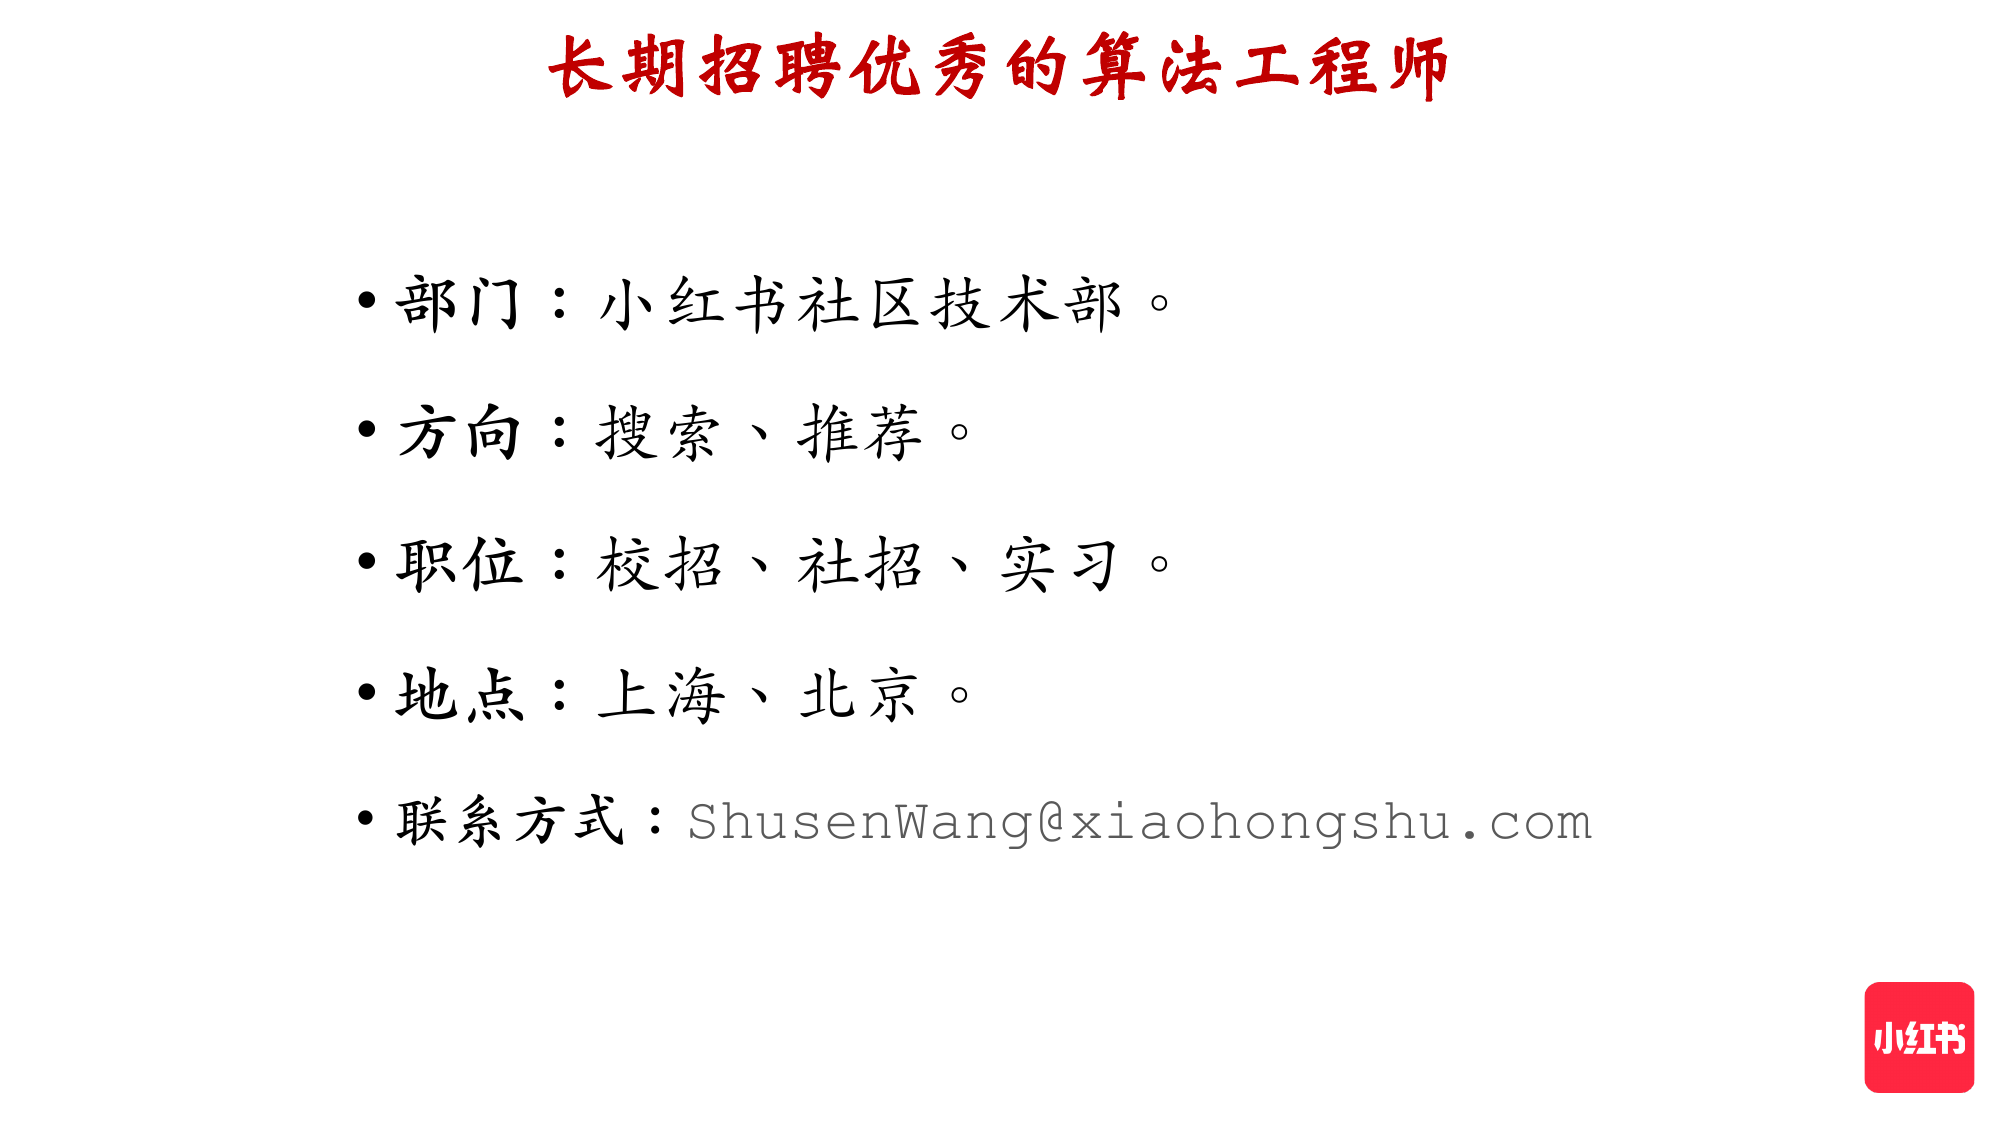 长期招聘优秀的算法工程师
• 部门：小红书社区技术部。
• 方向：搜索、推荐。
• 职位：校招、社招、实习。
• 地点：上海、北京。
• 联系方式：ShusenWang@xiaohongshu.com
小红书